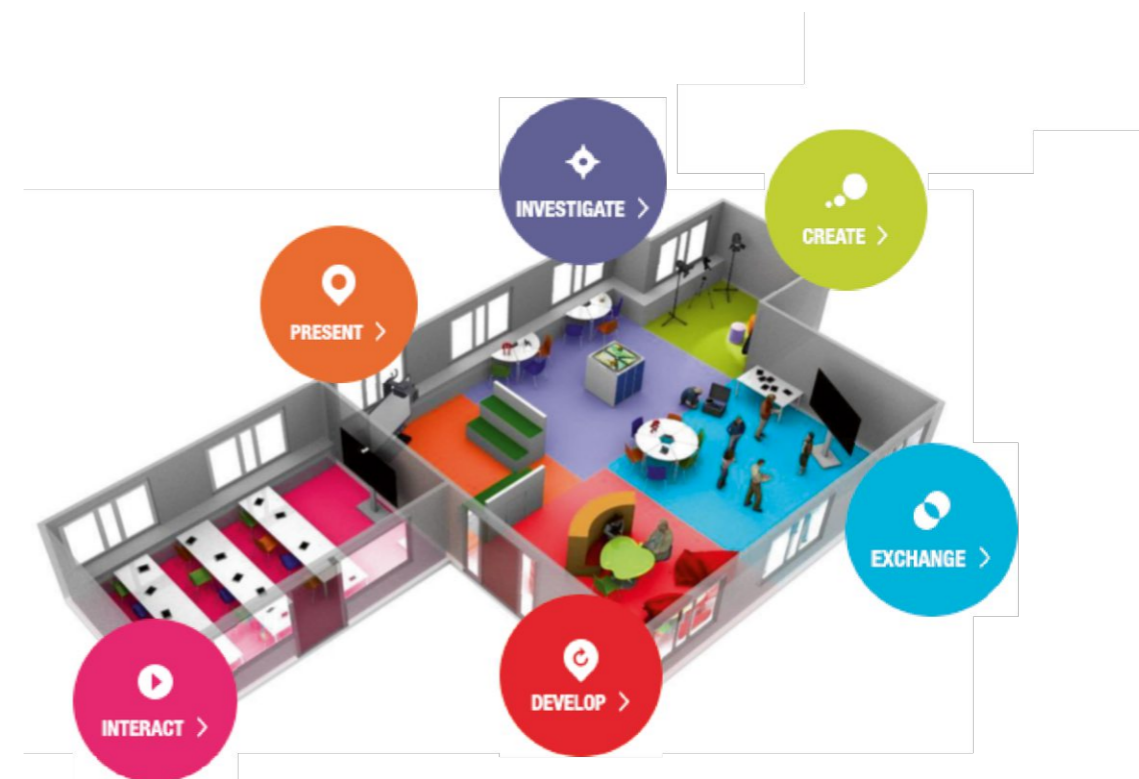 INVESTIGATE
CREATE
PRESENT
EXCHANGE
DEVELOP
INTERACT